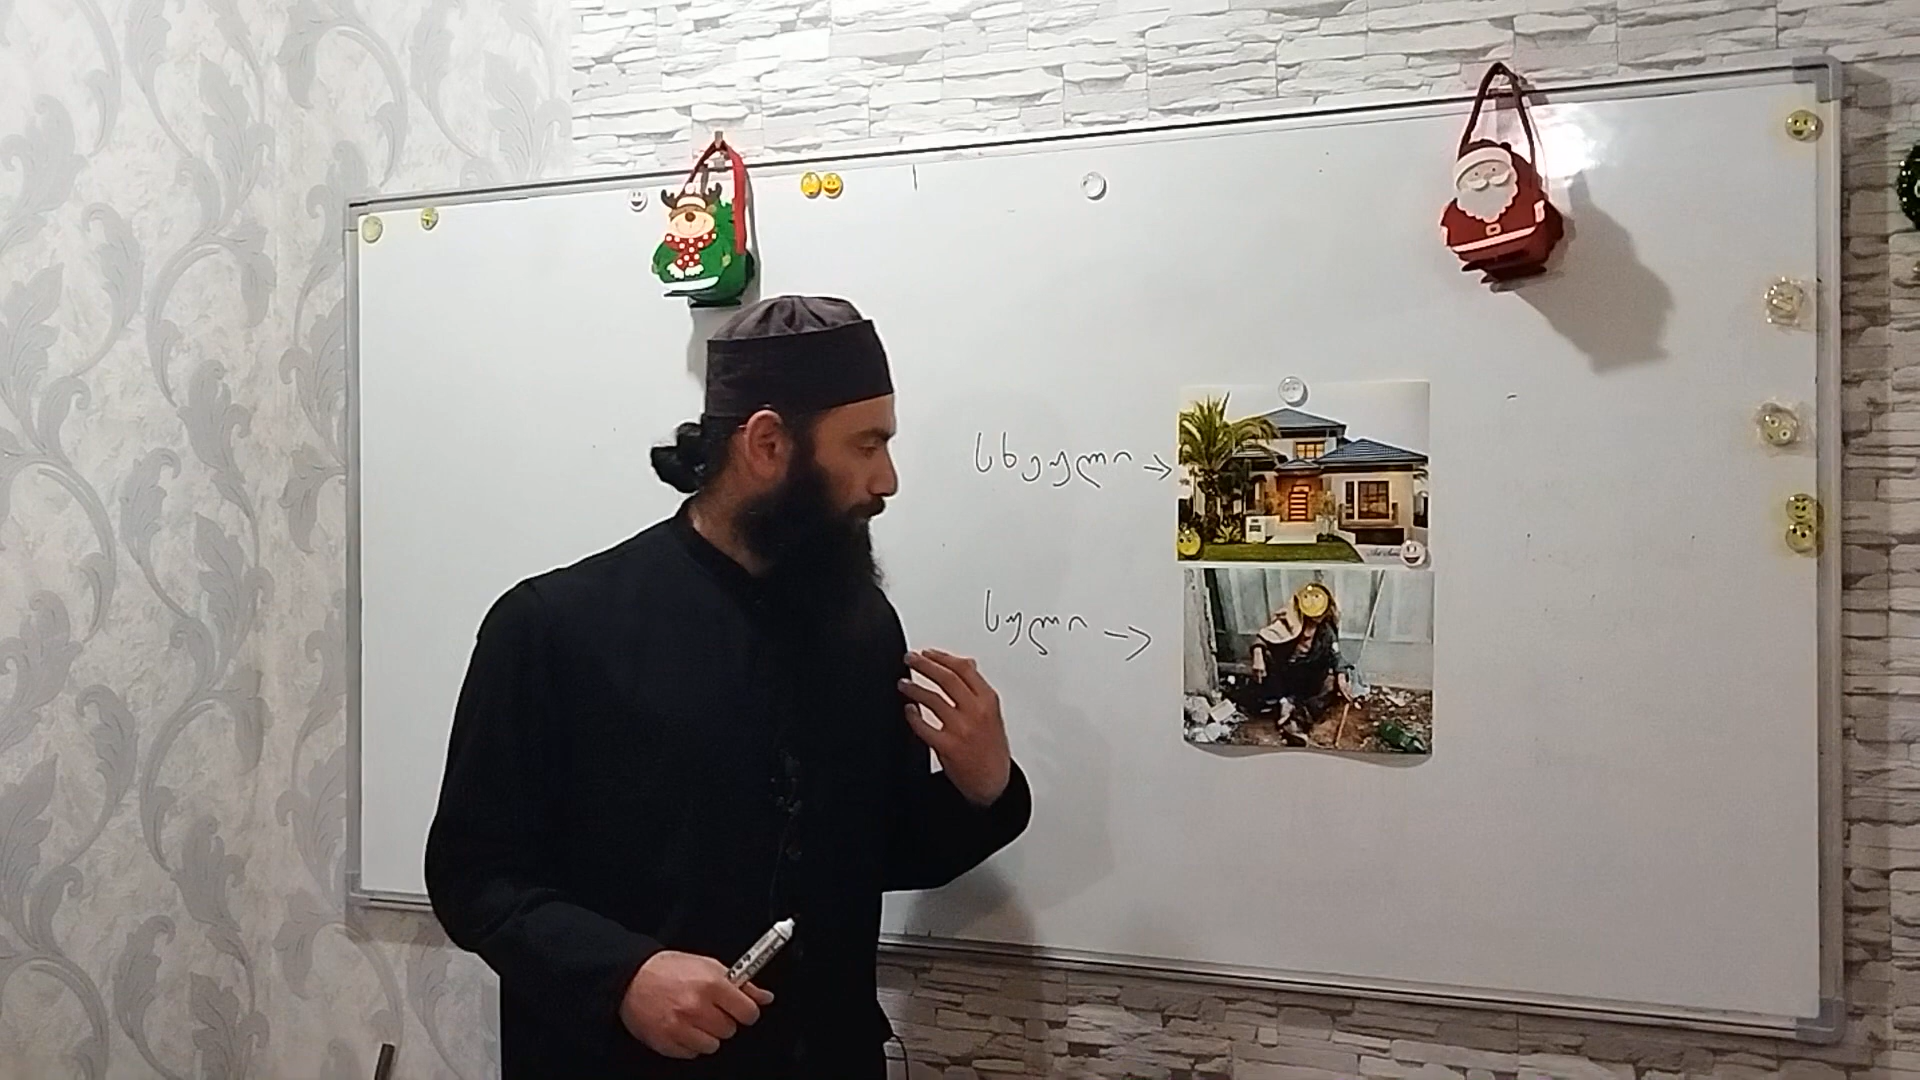 სხეული →
სული →